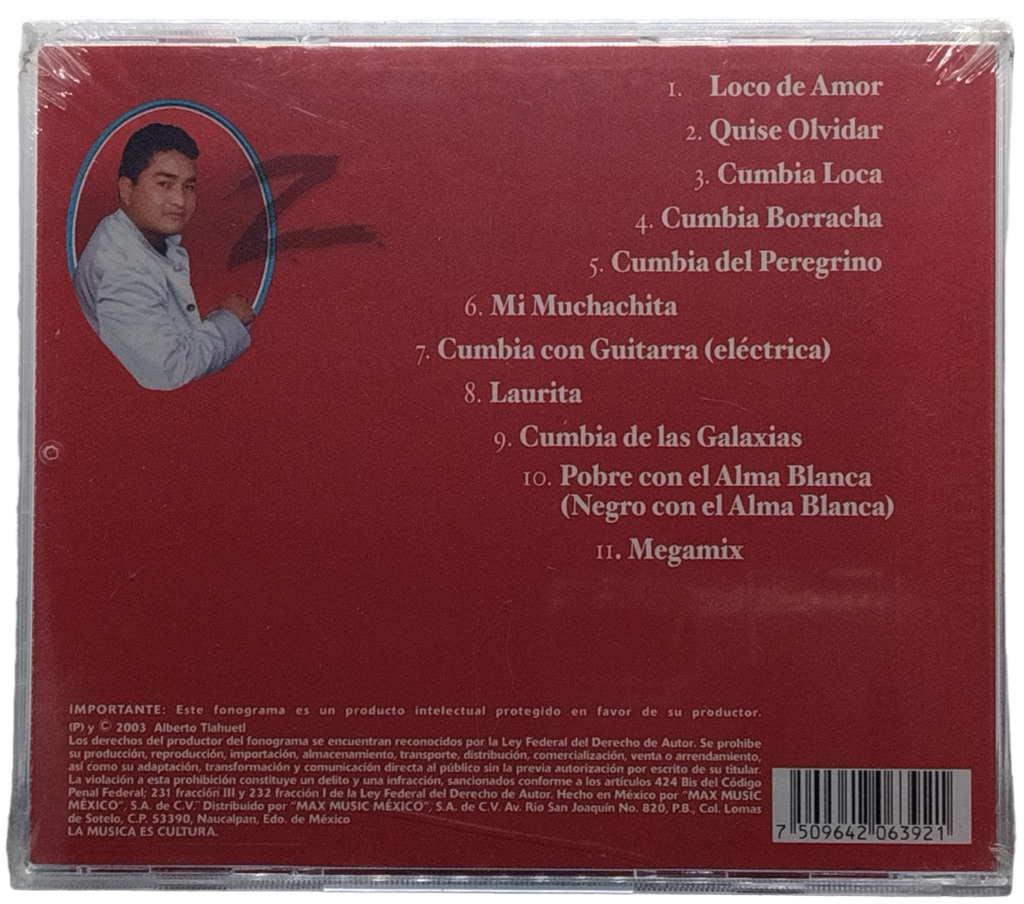 1. Loco de Amor
2. Quise Olvidar
3. Cumbia Loca
4. Cumbia Borracha
5. Cumbia del Peregrino
6. Mi Muchachita
7. Cumbia con Guitarra (eléctrica)
8. Laurita
9. Cumbia de las Galaxias
10. Pobre con el Alma Blanca
(Negro con el Alma Blanca)
11. Megamix
Z
IMPORTANTE: Este fonograma es un producto intelectual protegido en favor de su productor.
(P) y © 2003 Alberto Tlahuetl
Los derechos del productor del fonograma se encuentran reconocidos por la Ley Federal del Derecho de Autor. Se prohibe
su producción, reproducción, importación, almacenamiento, transporte, distribución, comercialización, venta o arrendamiento,
así como su adaptación, transformación y comunicación directa al público sin la previa autorización por escrito de su titular.
La violación a esta prohibición constituye un delito y una infracción, sancionados conforme a los artículos 424 Bis del Código
Penal Federal; 231 fracción III y 232 fracción I de la Ley Federal del Derecho de Autor. Hecho en México por "MAX MUSIC
MÉXICO", S.A. de C.V." Distribuido por "MAX MUSIC MÉXICO", S.A. de C.V. Av. Río San Joaquín No. 820, P.B., Col. Lomas
de Sotelo, C.P. 53390, Naucalpan, Edo. de México
LA MUSICA ES CULTURA.
7 509642 063921